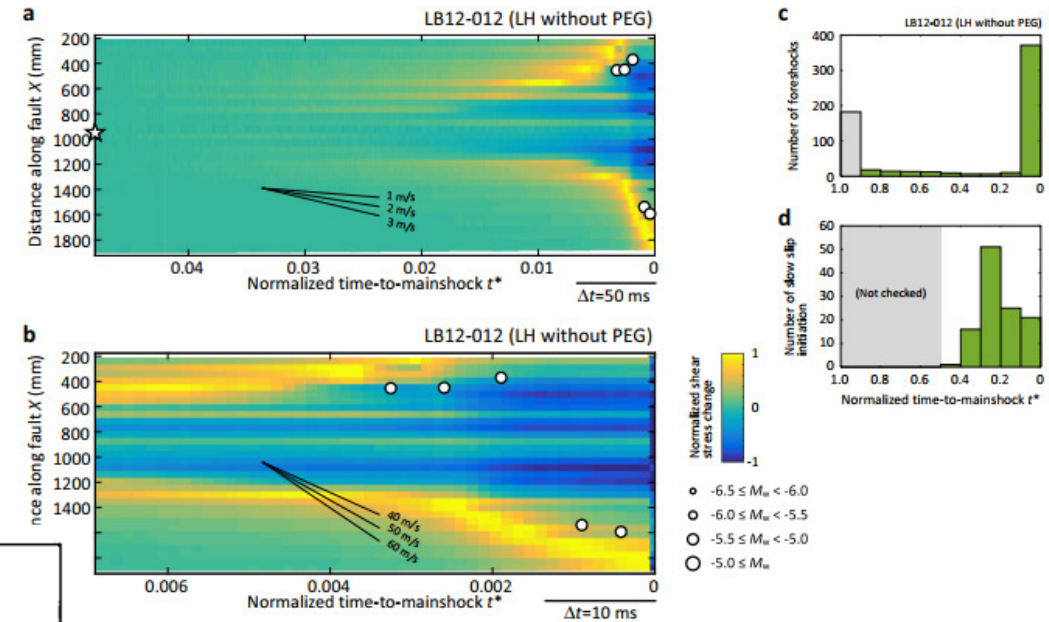 a
LB12-012 (LH without PEG)
Distance along fault X (mm)
200
400
600
800
1000
1200
1400
1600
1800
1 m/s
2 m/s
3 m/s
0.04 0.03 0.02 0.01 0
Normalized time-to-mainshock t*
Δt=50 ms
b
LB12-012 (LH without PEG)
nce along fault X (mm)
200
400
600
800
1000
1200
1400
40 m/s
50 m/s
60 m/s
0.006 0.004 0.002 0
Normalized time-to-mainshock t*
Δt=10 ms
c
LB12-012 (LH without PEG)
Number of foreshocks
400
300
200
100
0
1.0 0.8 0.6 0.4 0.2 0
d
Number of slow slip
initiation
60
50
40
30
20
10
0
(Not checked)
1.0 0.8 0.6 0.4 0.2 0
Normalized time-to-mainshock t*
Normalized shear
stress change
1
0
-1
-6.5 ≤ Mw < -6.0
-6.0 ≤ Mw < -5.5
-5.5 ≤ Mw < -5.0
-5.0 ≤ Mw